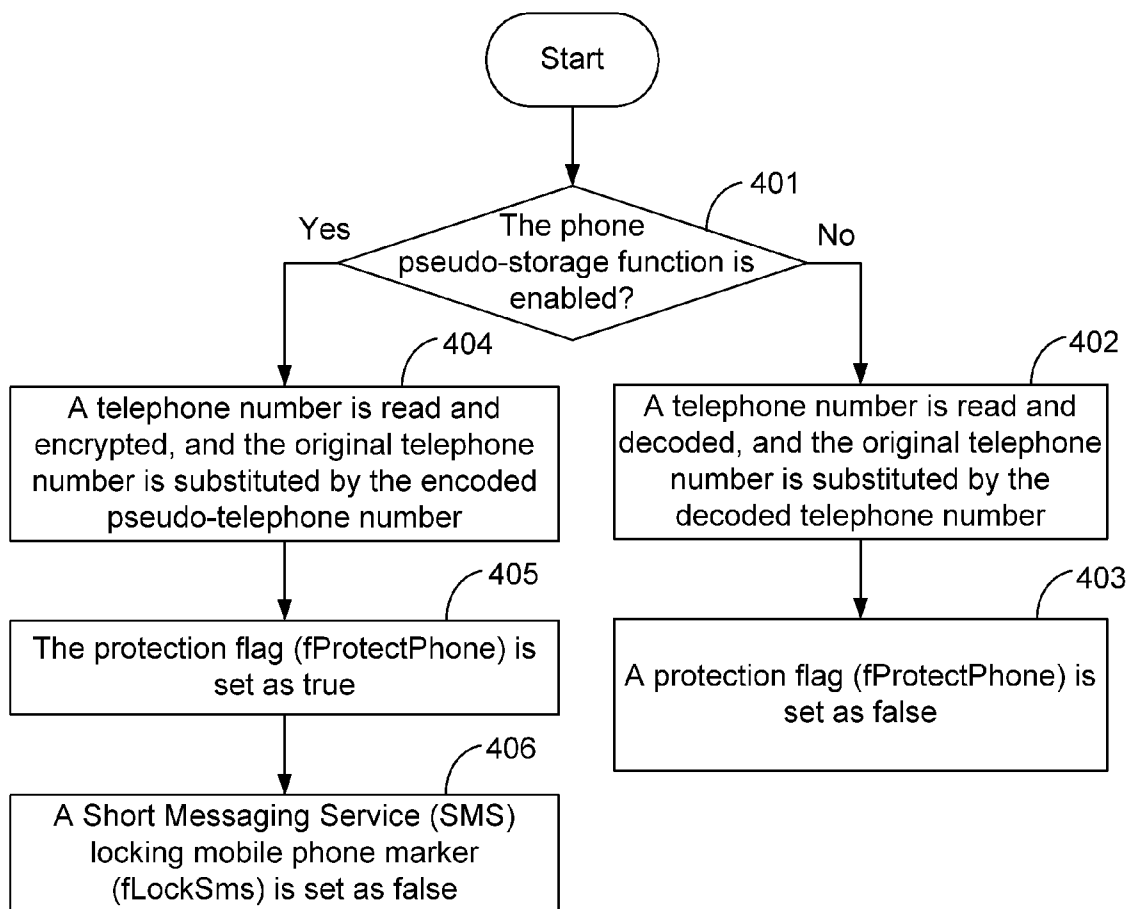 Start
401
Yes
The phone
pseudo-storage function is
enabled?
No
404
A telephone number is read and
encrypted, and the original telephone
number is substituted by the encoded
pseudo-telephone number
402
A telephone number is read and
decoded, and the original telephone
number is substituted by the
decoded telephone number
405
The protection flag (fProtectPhone) is
set as true
403
A protection flag (fProtectPhone) is
set as false
406
A Short Messaging Service (SMS)
locking mobile phone marker
(fLockSms) is set as false